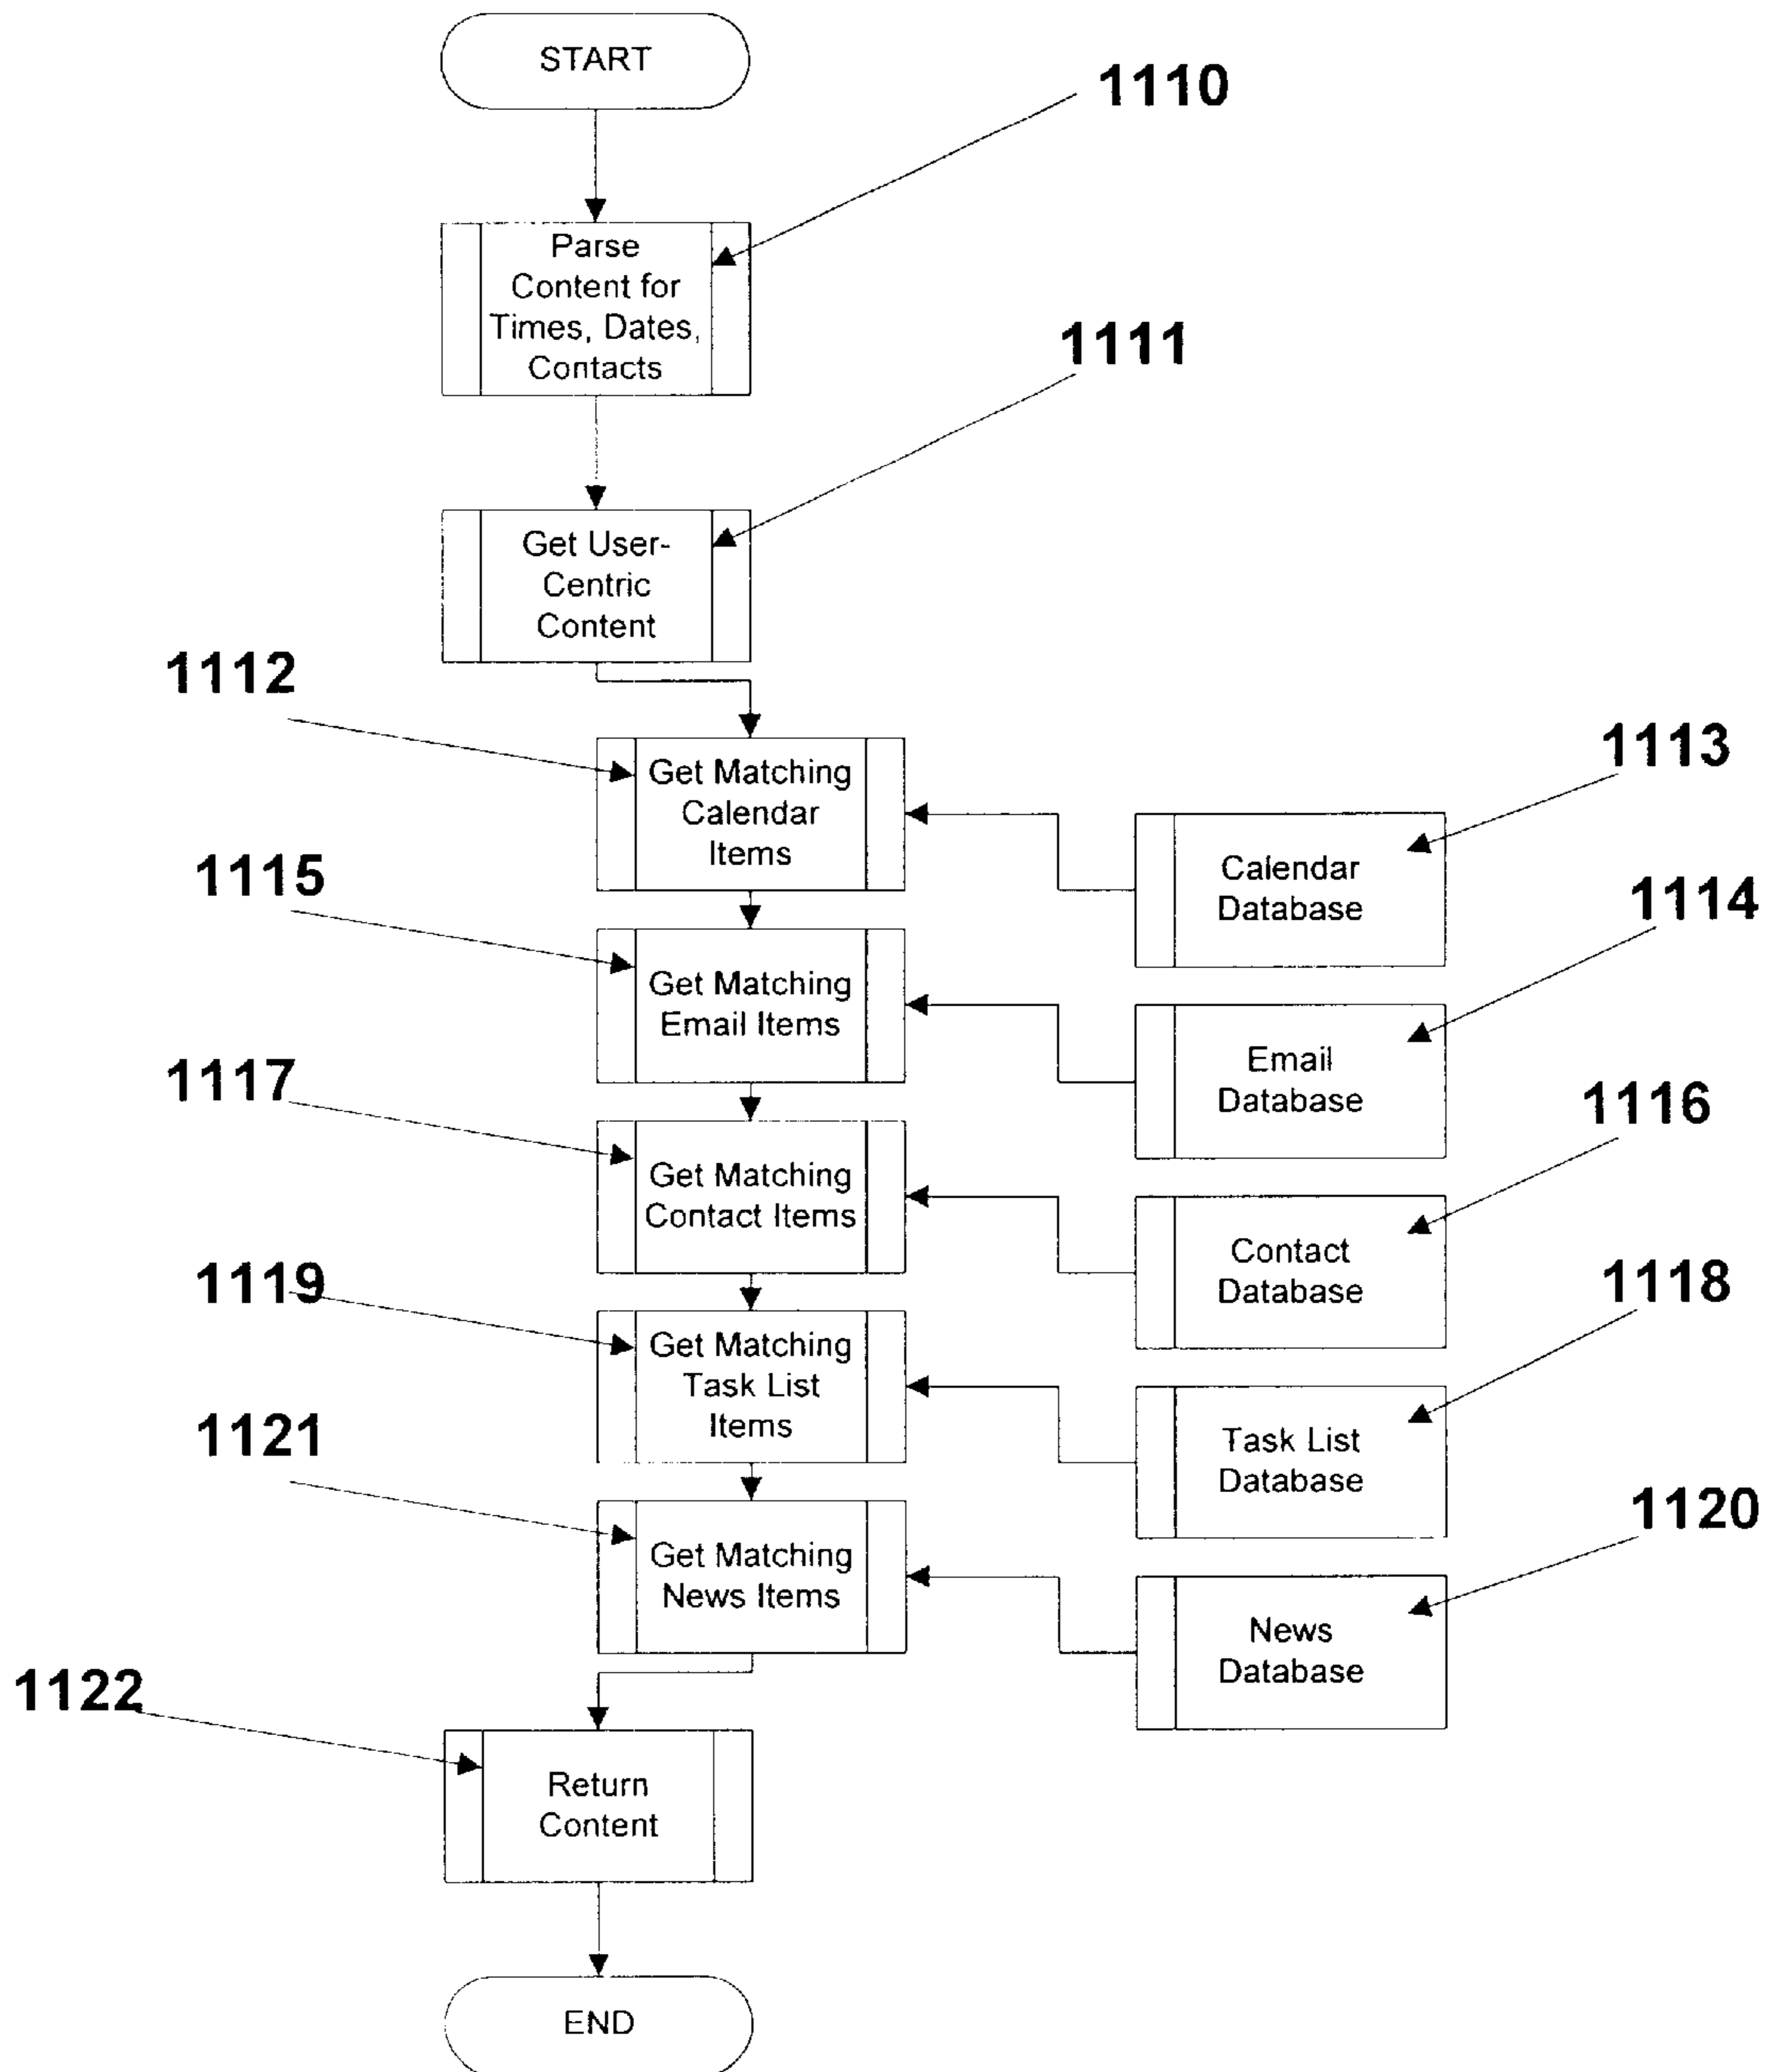 START
1110
Parse
Content for
Times, Dates,
Contacts
1111
Get User-
Centric
Content
1112
Get Matching
Calendar
Items
1113
Calendar
Database
1115
Get Matching
Email Items
1114
Email
Database
1117
Get Matching
Contact Items
1116
Contact
Database
1119
Get Matching
Task List
Items
1118
Task List
Database
1121
Get Matching
News Items
1120
News
Database
1122
Return
Content
END